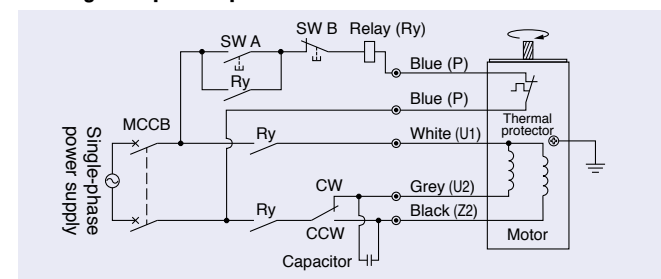 SW A
SW B
Relay (Ry)
Ry
Blue (P)
Blue (P)
Thermal
protector
MCCB
Ry
White (U1)
Single-phase
power supply
CW
Grey (U2)
Ry
Black (Z2)
CCW
Motor
Capacitor